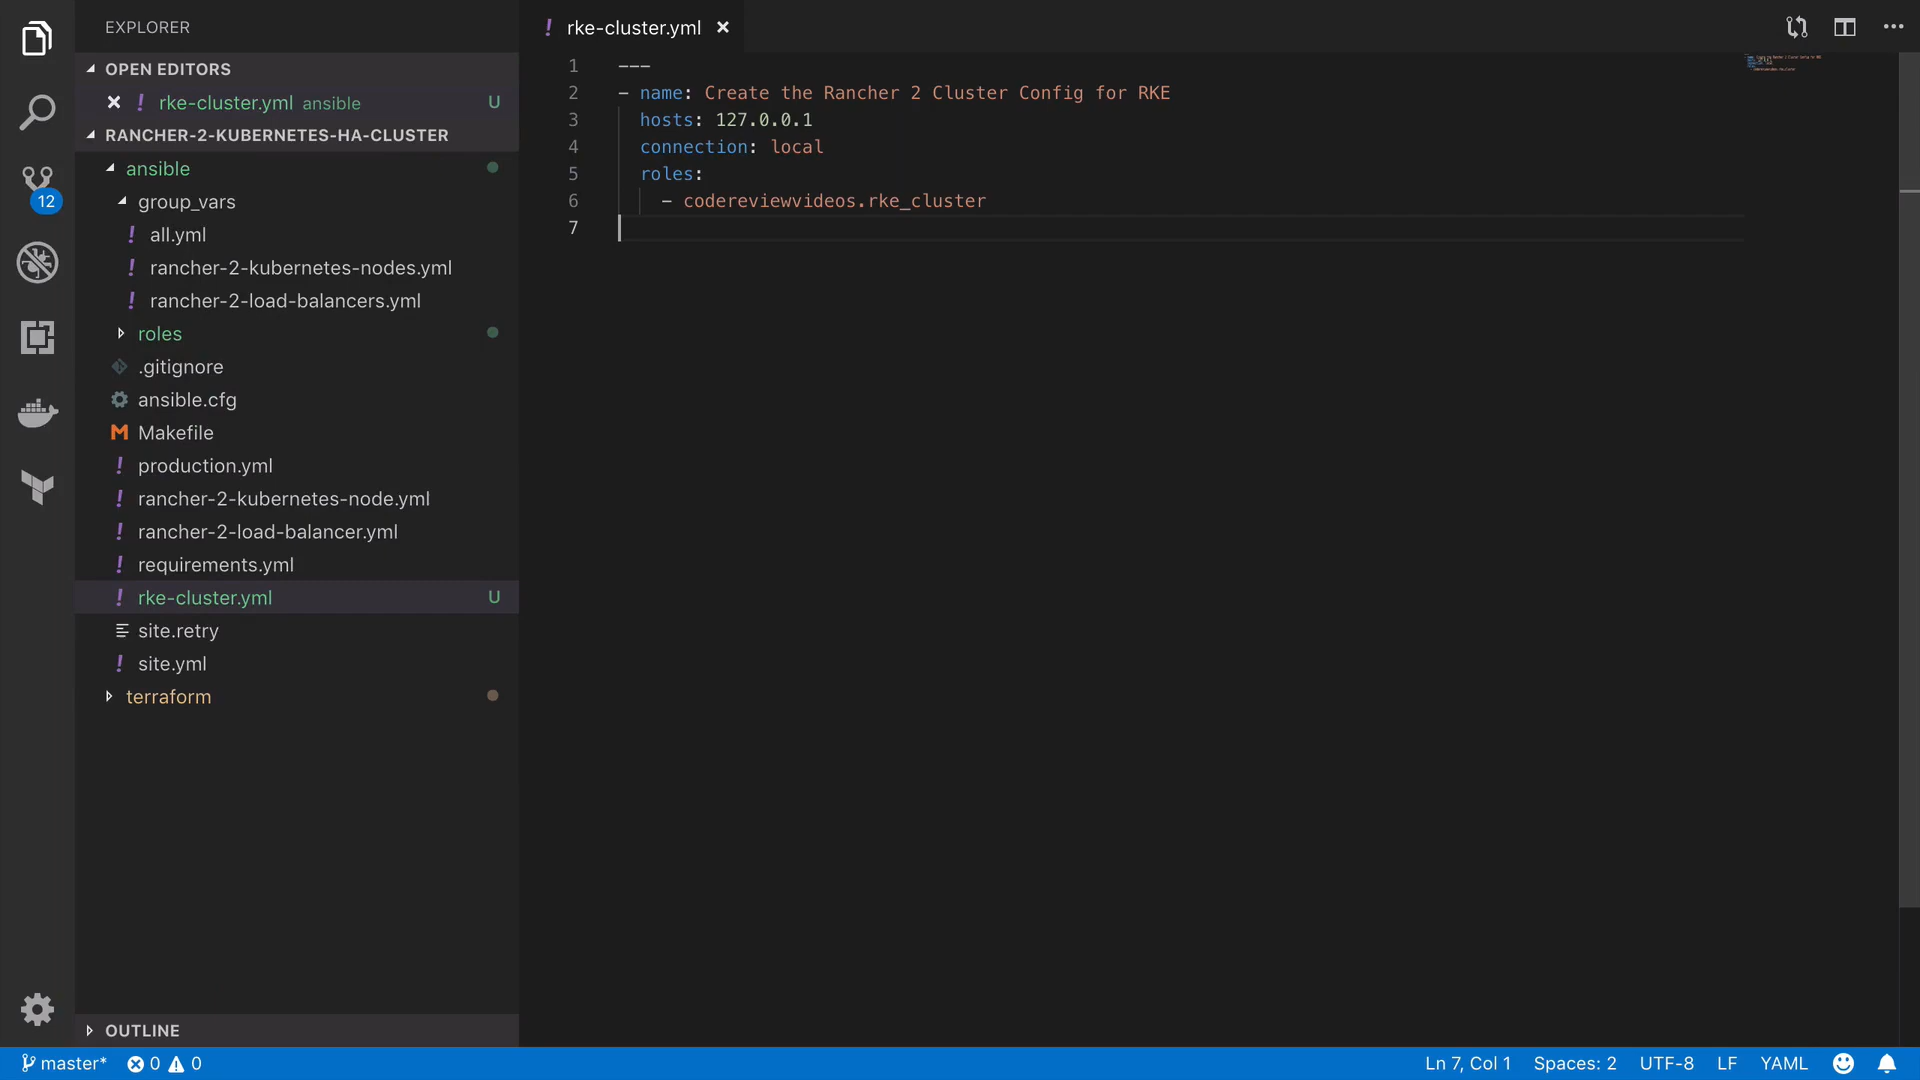 EXPLORER
OPEN EDITORS
rke-cluster.yml ansible U
RANCHER-2-KUBERNETES-HA-CLUSTER
ansible
group_vars
all.yml
rancher-2-kubernetes-nodes.yml
rancher-2-load-balancers.yml
roles
.gitignore
ansible.cfg
Makefile
production.yml
rancher-2-kubernetes-node.yml
rancher-2-load-balancer.yml
requirements.yml
rke-cluster.yml U
site.retry
site.yml
terraform
OUTLINE
12
rke-cluster.yml
1 ---
2 - name: Create the Rancher 2 Cluster Config for RKE
3 hosts: 127.0.0.1
4 connection: local
5 roles:
6 - codereviewvideos.rke_cluster
7
master* 0 0 Ln 7, Col 1 Spaces: 2 UTF-8 LF YAML